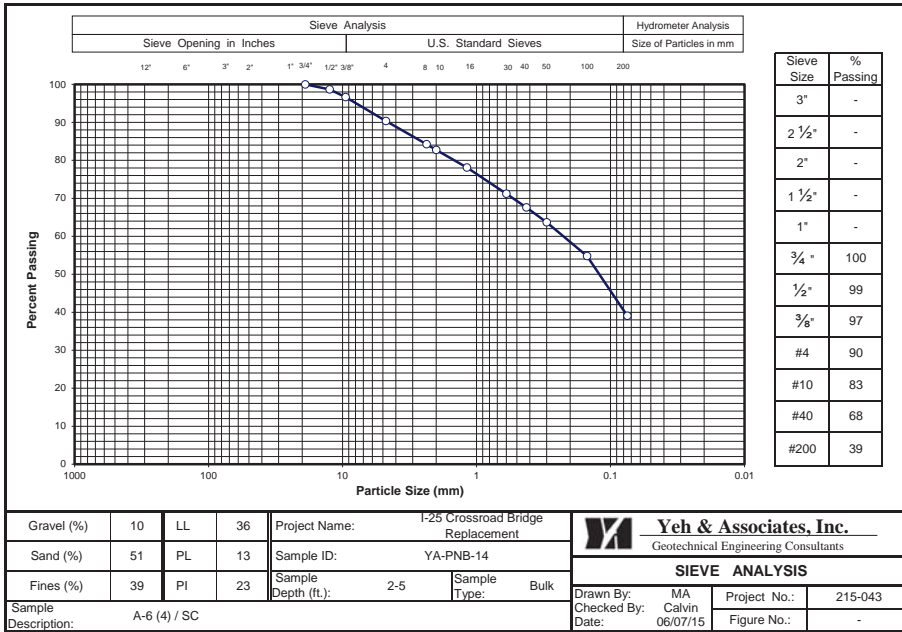 Sieve Analysis
Hydrometer Analysis
Sieve Opening in Inches
U.S. Standard Sieves
Size of Particles in mm
12" 6" 3" 2" 1" 3/4" 1/2" 3/8" 4 8 10 16 30 40 50 100 200
100
90
80
70
60
50
40
30
20
10
0
1000 100 10 1 0.1 0.01
Percent Passing
Particle Size (mm)
Sieve Size % Passing
3" -
2 ½" -
2" -
1 ½" -
1" -
¾ " 100
½" 99
⅜" 97
#4 90
#10 83
#40 68
#200 39
Gravel (%) 10 LL 36
Sand (%) 51 PL 13
Fines (%) 39 PI 23
Project Name: I-25 Crossroad Bridge Replacement
Sample ID: YA-PNB-14
Sample Depth (ft.): 2-5 Sample Type: Bulk
Sample Description: A-6 (4) / SC
Yeh & Associates, Inc.
Geotechnical Engineering Consultants
SIEVE ANALYSIS
Drawn By: MA
Checked By: Calvin
Date: 06/07/15
Project No.: 215-043
Figure No.: -